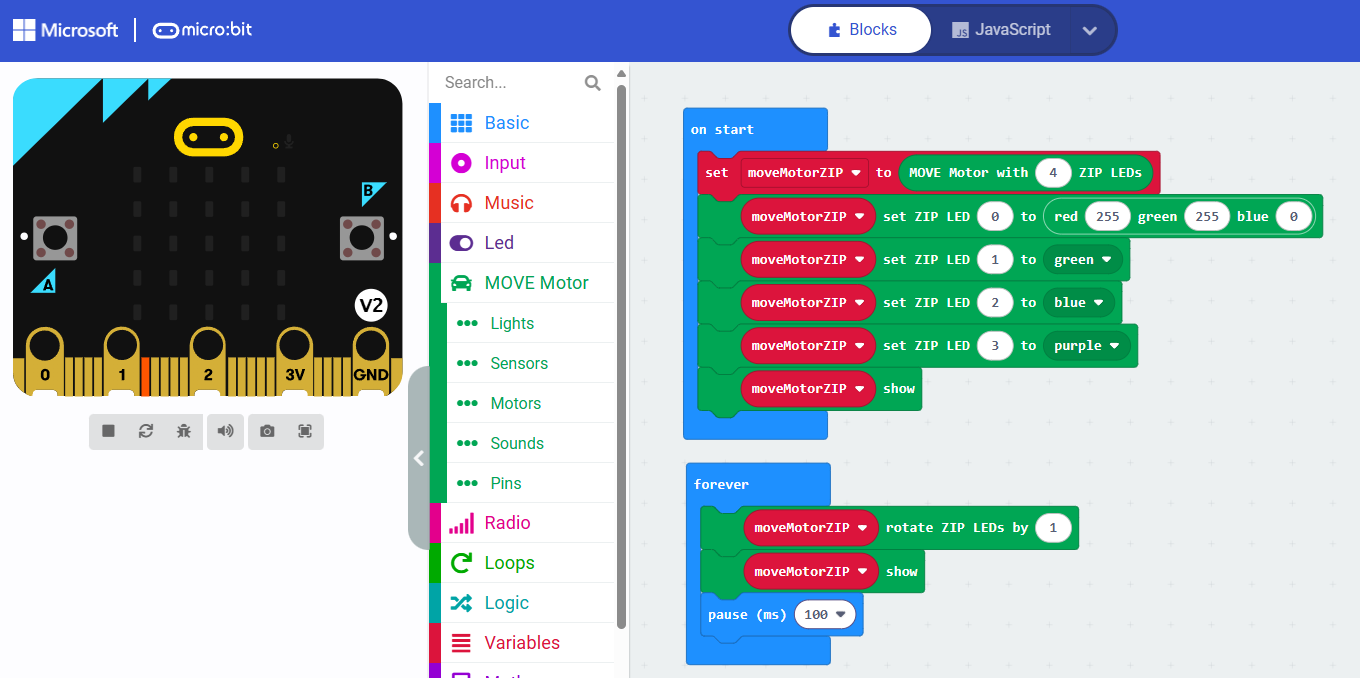 Microsoft
micro:bit
Blocks
JavaScript
JS
Search...
Basic
Input
Music
Led
MOVE Motor
Lights
Sensors
Motors
Sounds
Pins
Radio
Loops
Logic
Variables
B
A
V2
0 1 2 3V GND
on start
set moveMotorZIP to MOVE Motor with 4 ZIP LEDs
moveMotorZIP set ZIP LED 0 to red 255 green 255 blue 0
moveMotorZIP set ZIP LED 1 to green
moveMotorZIP set ZIP LED 2 to blue
moveMotorZIP set ZIP LED 3 to purple
moveMotorZIP show
forever
moveMotorZIP rotate ZIP LEDs by 1
moveMotorZIP show
pause (ms) 100